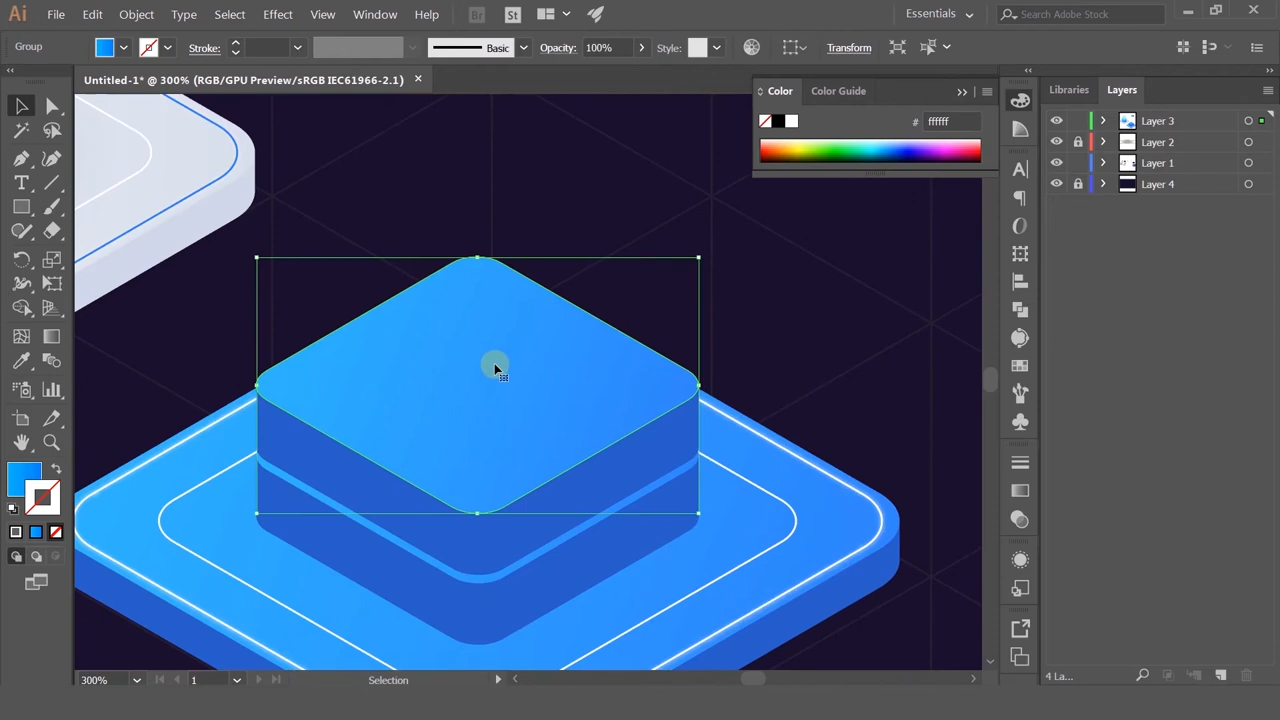 Ai File Edit Object Type Select Effect View Window Help Br St Essentials Search Adobe Stock
Group Stroke: Basic Opacity: 100% Style: Transform
Untitled-1* @ 300% (RGB/GPU Preview/sRGB IEC61966-2.1)
Color Color Guide
# ffffff
Libraries Layers
Layer 3
Layer 2
Layer 1
Layer 4
300% 1 Selection
4 La...